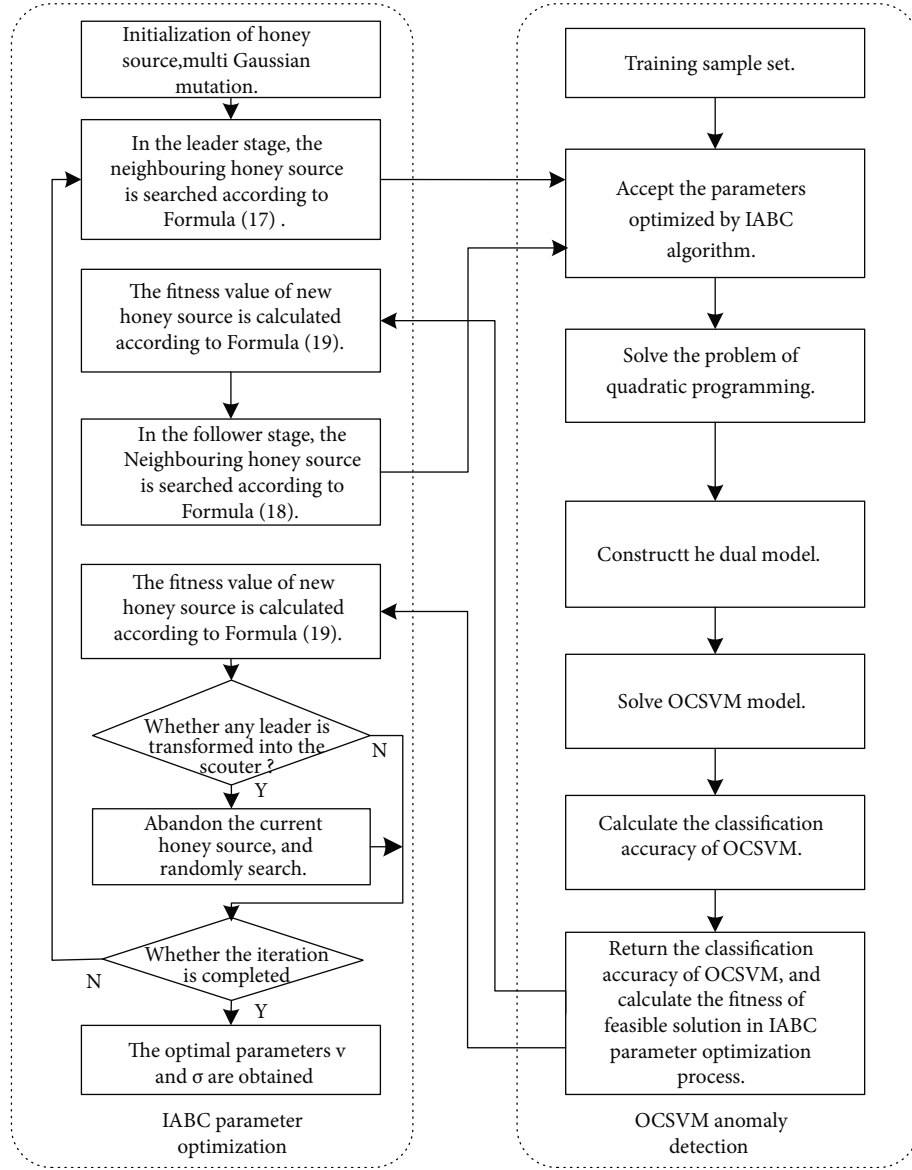 Initialization of honey
source,multi Gaussian
mutation.
In the leader stage, the
neighbouring honey source
is searched according to
Formula (17) .
The fitness value of new
honey source is calculated
according to Formula (19).
In the follower stage, the
Neighbouring honey source
is searched according to
Formula (18).
The fitness value of new
honey source is calculated
according to Formula (19).
Whether any leader is
transformed into the
scouter ?
N
Y
Abandon the current
honey source, and
randomly search.
Whether the iteration
is completed
N
Y
The optimal parameters v
and σ are obtained
IABC parameter
optimization
Training sample set.
Accept the parameters
optimized by IABC
algorithm.
Solve the problem of
quadratic programming.
Constructt he dual model.
Solve OCSVM model.
Calculate the classification
accuracy of OCSVM.
Return the classification
accuracy of OCSVM, and
calculate the fitness of
feasible solution in IABC
parameter optimization
process.
OCSVM anomaly
detection